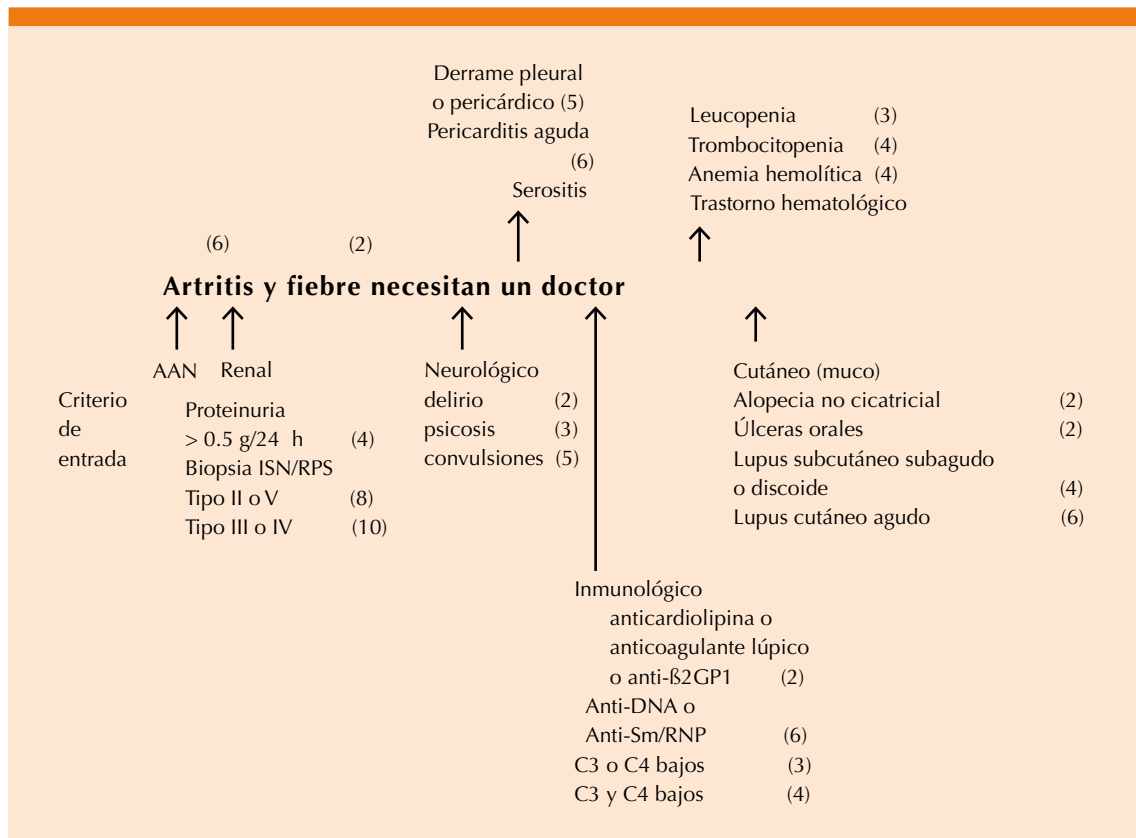 Derrame pleural
o pericárdico (5)
Pericarditis aguda
(6)
Serositis
Leucopenia (3)
Trombocitopenia (4)
Anemia hemolítica (4)
Trastorno hematológico
(6) (2)
Artritis y fiebre necesitan un doctor
AAN Renal
Criterio
de
entrada
Proteinuria
> 0.5 g/24 h (4)
Biopsia ISN/RPS
Tipo II o V (8)
Tipo III o IV (10)
Neurológico
delirio (2)
psicosis (3)
convulsiones (5)
Cutáneo (muco)
Alopecia no cicatricial (2)
Úlceras orales (2)
Lupus subcutáneo subagudo
o discoide (4)
Lupus cutáneo agudo (6)
Inmunológico
anticardiolipina o
anticoagulante lúpico
o anti-ß2GP1 (2)
Anti-DNA o
Anti-Sm/RNP (6)
C3 o C4 bajos (3)
C3 y C4 bajos (4)